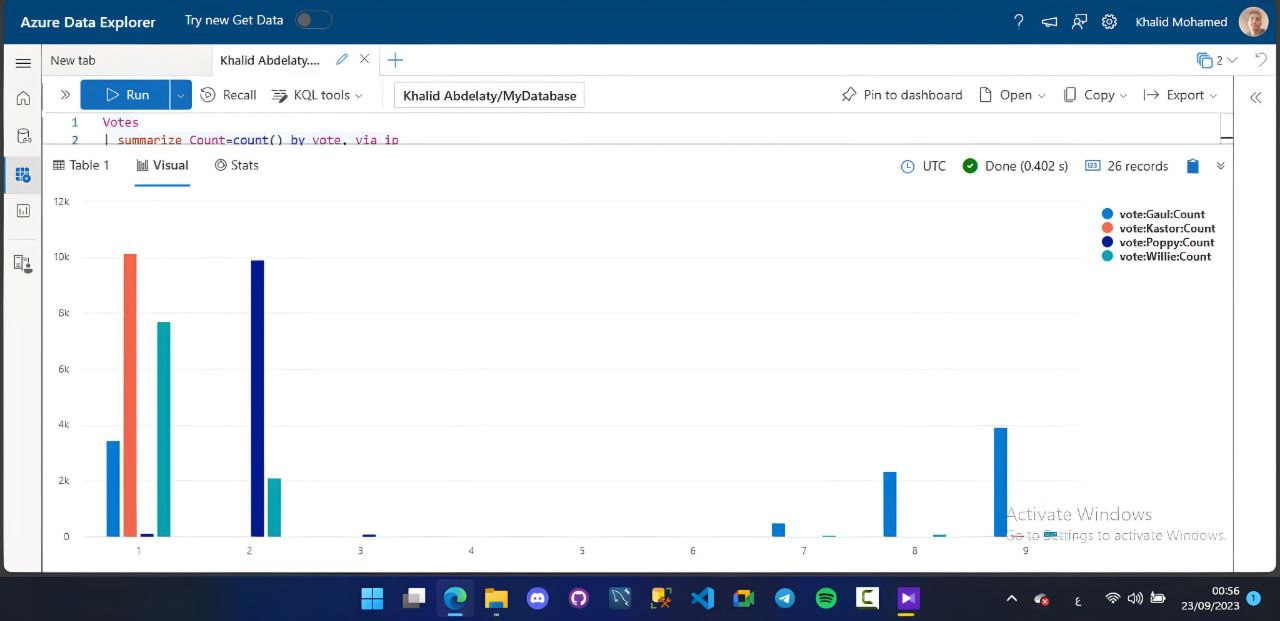 Azure Data Explorer
Try new Get Data
Khalid Mohamed
New tab
Khalid Abdelaty....
2
Run
Recall
KQL tools
Khalid Abdelaty/MyDatabase
Pin to dashboard
Open
Copy
Export
1 Votes
2 | summarize Count=count() by vote, via_ip
Table 1
Visual
Stats
UTC
Done (0.402 s)
123
26 records
12k
10k
8k
6k
4k
2k
0
1 2 3 4 5 6 7 8 9
vote:Gaul:Count
vote:Kastor:Count
vote:Poppy:Count
vote:Willie:Count
Activate Windows
Go to Settings to activate Windows.
ع
00:56
23/09/2023
1